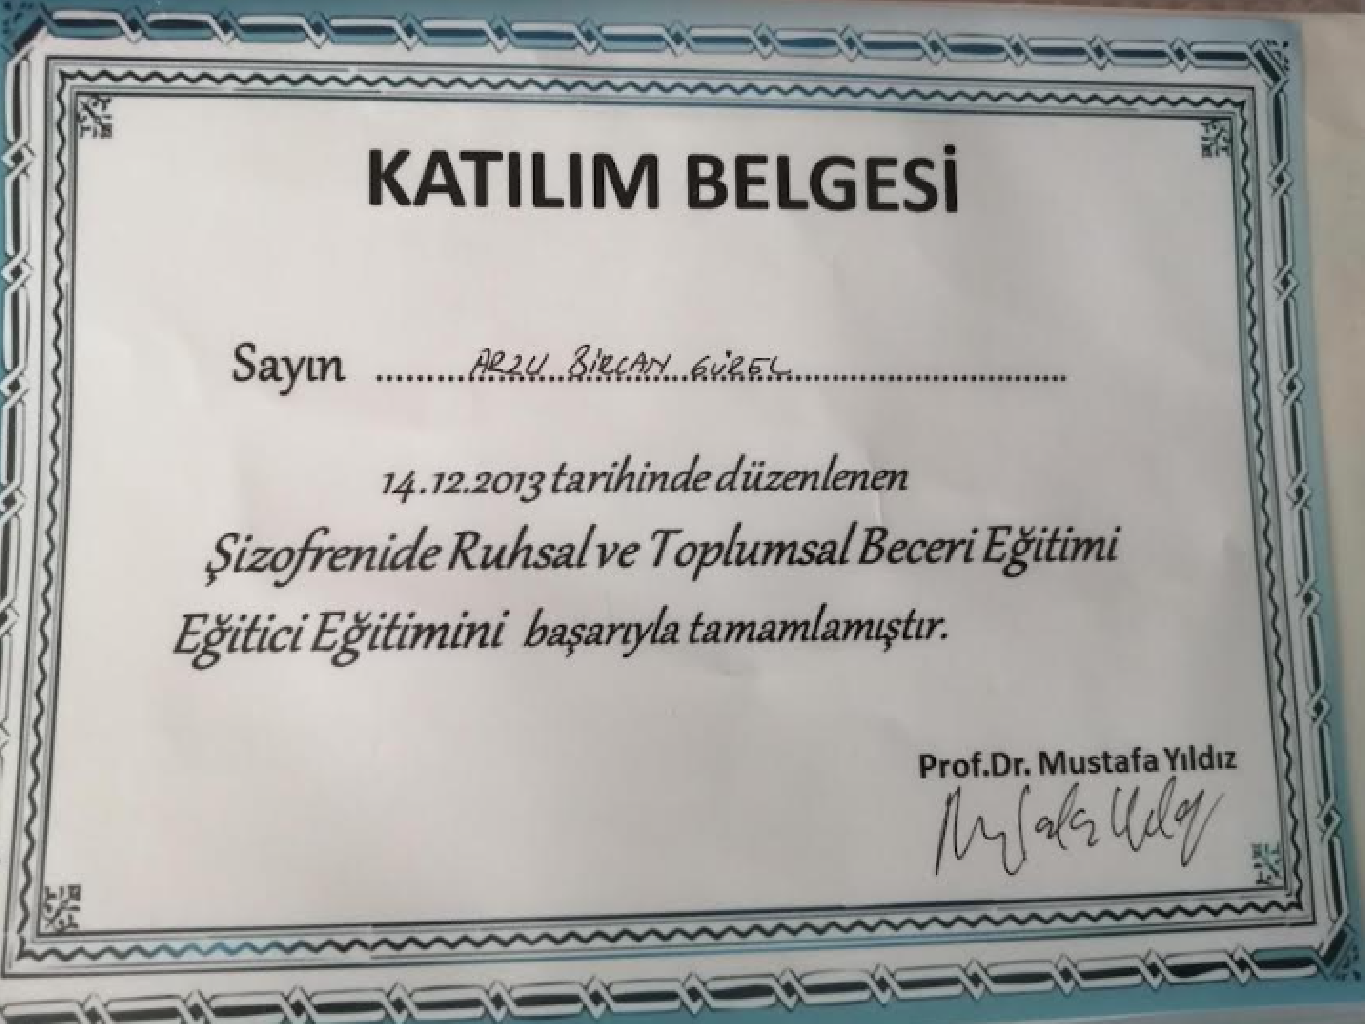 KATILIM BELGESİ
Sayın ........ARZU BİRCAN GÜREL........
14.12.2013 tarihinde düzenlenen
Şizofrenide Ruhsal ve Toplumsal Beceri Eğitimi
Eğitici Eğitimini başarıyla tamamlamıştır.
Prof.Dr. Mustafa Yıldız